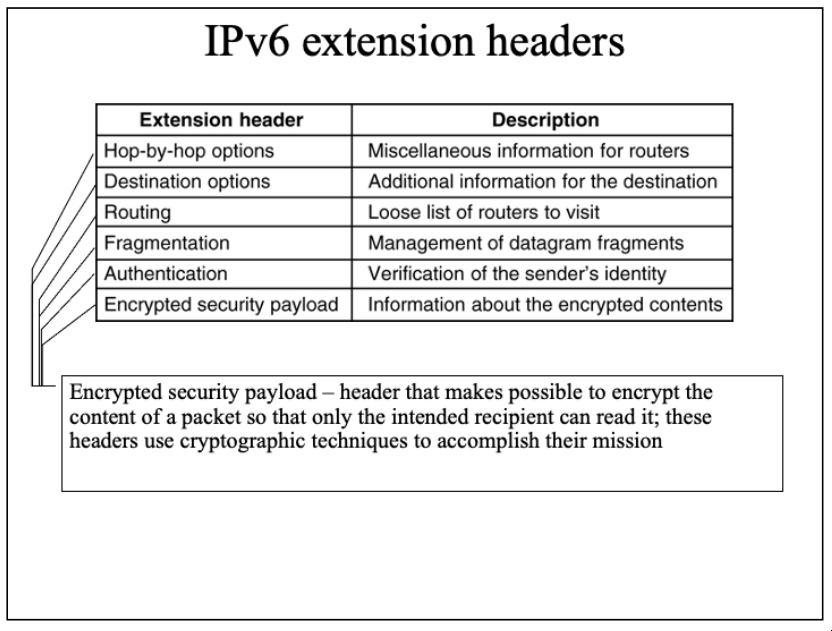 IPv6 extension headers
Extension header Description
Hop-by-hop options Miscellaneous information for routers
Destination options Additional information for the destination
Routing Loose list of routers to visit
Fragmentation Management of datagram fragments
Authentication Verification of the sender's identity
Encrypted security payload Information about the encrypted contents
Encrypted security payload – header that makes possible to encrypt the
content of a packet so that only the intended recipient can read it; these
headers use cryptographic techniques to accomplish their mission